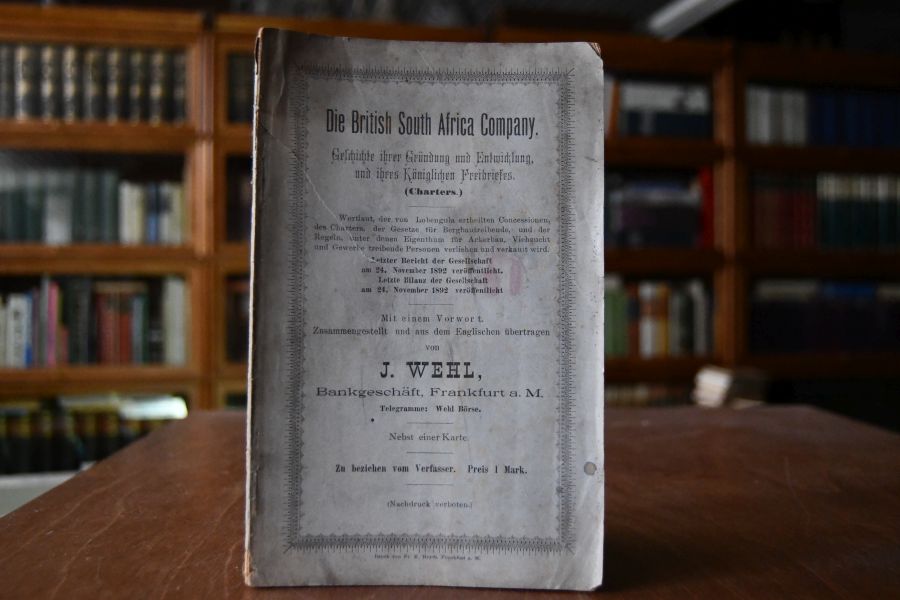 Die British South Africa Company.
Geschichte ihrer Gründung und Entwicklung,
und ihres Königlichen Freibriefes.
(Charters.)
Wortlaut, der von Lobengula ertheilten Concessionen,
des Charters, der Gesetze für Bergbautreibende, und der
Regeln, unter denen Eigenthum für Ackerbau, Viehzucht
und Gewerbe treibende Personen verliehen und verkauft wird.
Letzter Bericht der Gesellschaft
am 24. November 1892 veröffentlicht.
Letzte Bilanz der Gesellschaft
am 24. November 1892 veröffentlicht
Mit einem Vorwort.
Zusammengestellt und aus dem Englischen übertragen
von
J. WEHL,
Bankgeschäft, Frankfurt a. M.
Telegramme: Wehl Börse.
Nebst einer Karte.
Zu beziehen vom Verfasser. Preis 1 Mark.
(Nachdruck verboten.)
Druck von Fr. Frankfurt a. M.